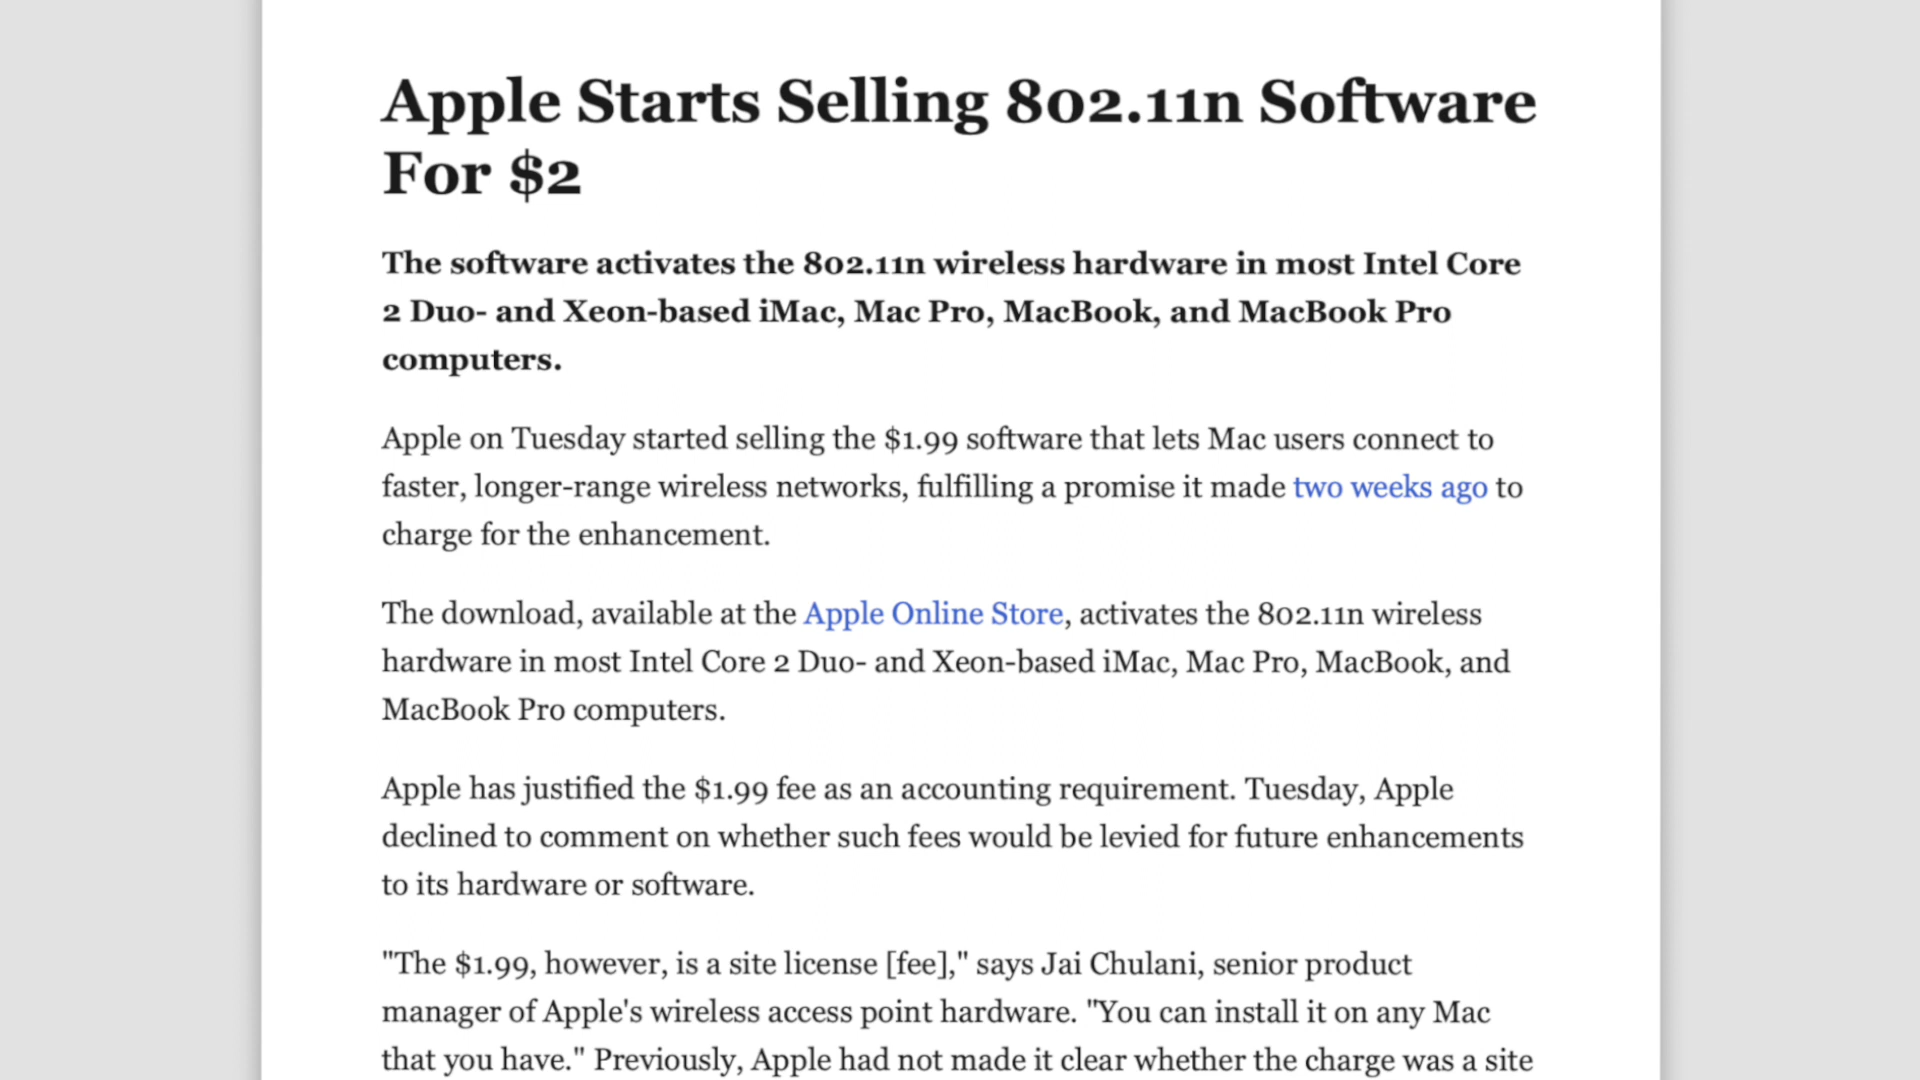 Apple Starts Selling 802.11n Software
For $2
The software activates the 802.11n wireless hardware in most Intel Core
2 Duo- and Xeon-based iMac, Mac Pro, MacBook, and MacBook Pro
computers.
Apple on Tuesday started selling the $1.99 software that lets Mac users connect to
faster, longer-range wireless networks, fulfilling a promise it made two weeks ago to
charge for the enhancement.
The download, available at the Apple Online Store, activates the 802.11n wireless
hardware in most Intel Core 2 Duo- and Xeon-based iMac, Mac Pro, MacBook, and
MacBook Pro computers.
Apple has justified the $1.99 fee as an accounting requirement. Tuesday, Apple
declined to comment on whether such fees would be levied for future enhancements
to its hardware or software.
"The $1.99, however, is a site license [fee]," says Jai Chulani, senior product
manager of Apple's wireless access point hardware. "You can install it on any Mac
that you have." Previously, Apple had not made it clear whether the charge was a site